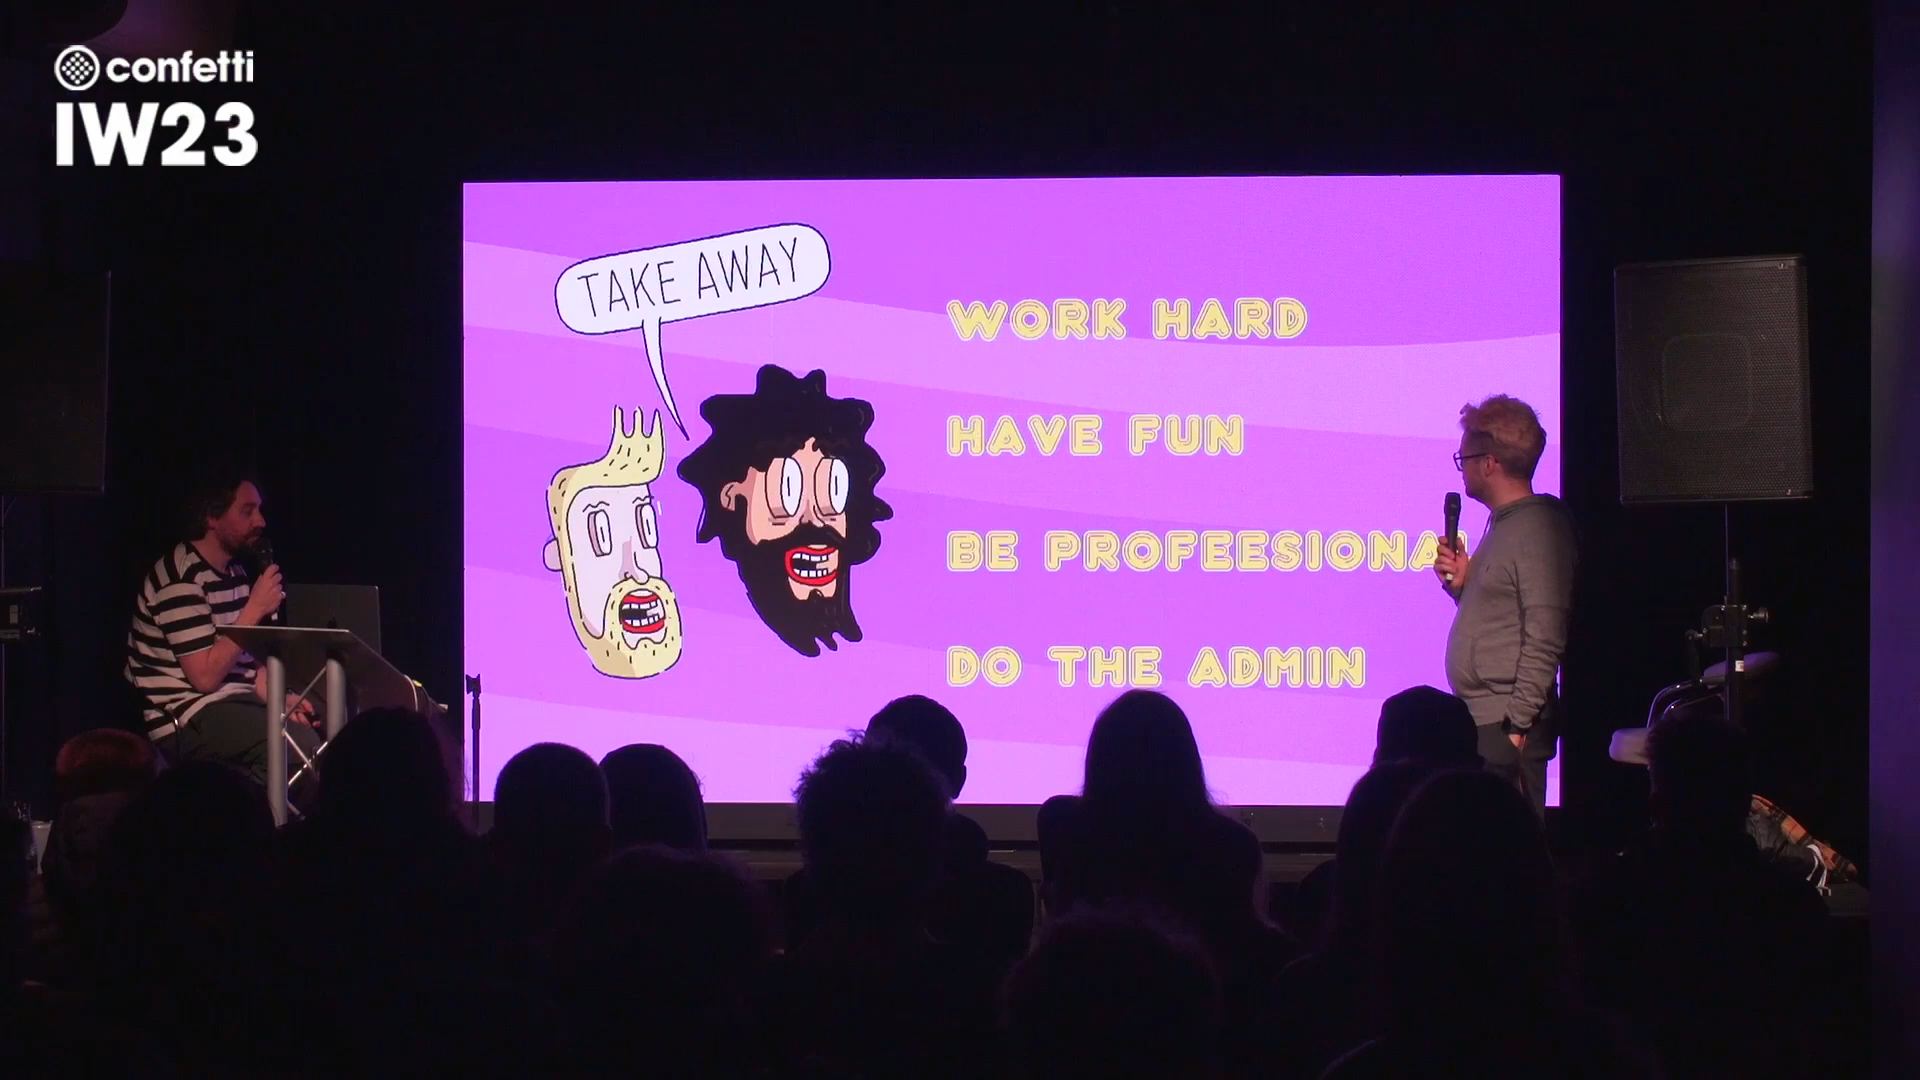 confetti
IW23
TAKE AWAY
WORK HARD
HAVE FUN
BE PROFEESIONA
DO THE ADMIN